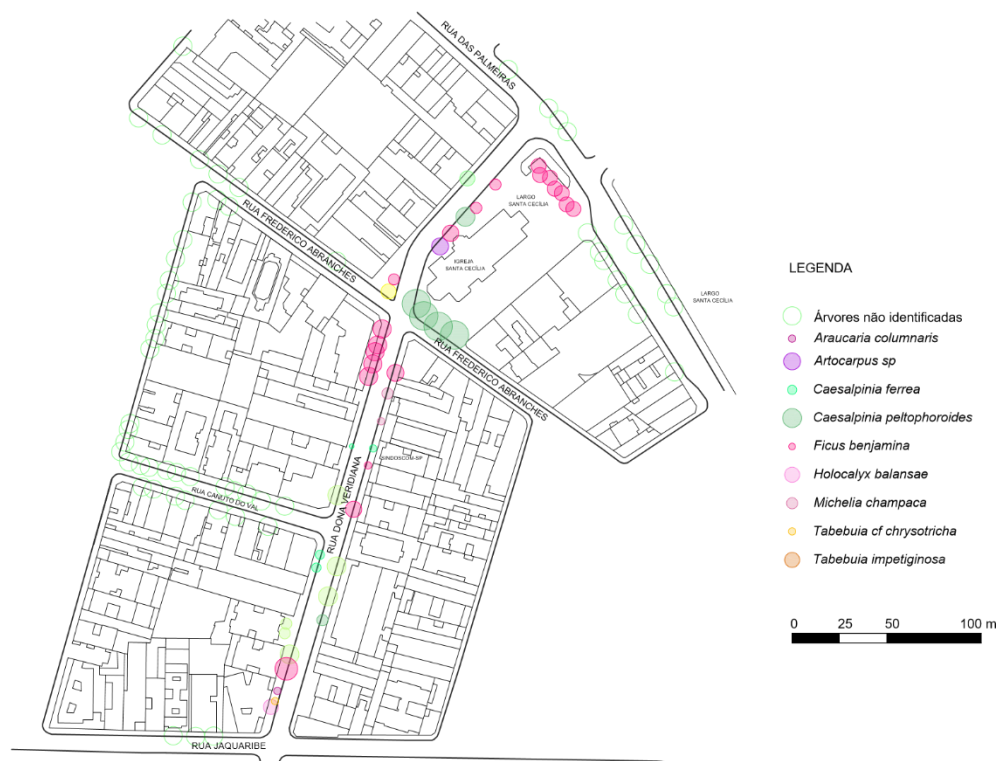 RUA DAS PALMEIRAS
LARGO
SANTA CECÍLIA
RUA FREDERICO ABRANCHES
IGREJA
SANTA CECÍLIA
LARGO
SANTA CECÍLIA
RUA FREDERICO ABRANCHES
SINDOSCOM-SP
RUA DONA VERIDIANA
RUA CANUTO DO VAL
RUA JAQUARIBE
LEGENDA
Árvores não identificadas
Araucaria columnaris
Artocarpus sp
Caesalpinia ferrea
Caesalpinia peltophoroides
Ficus benjamina
Holocalyx balansae
Michelia champaca
Tabebuia cf chrysotricha
Tabebuia impetiginosa
0 25 50 100 m